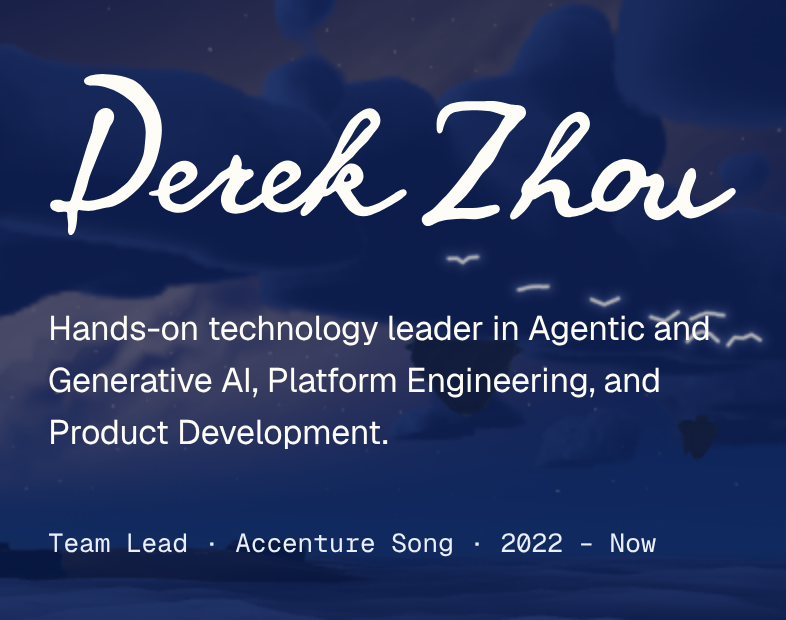 Derek Zhou
Hands-on technology leader in Agentic and
Generative AI, Platform Engineering, and
Product Development.
Team Lead · Accenture Song · 2022 – Now